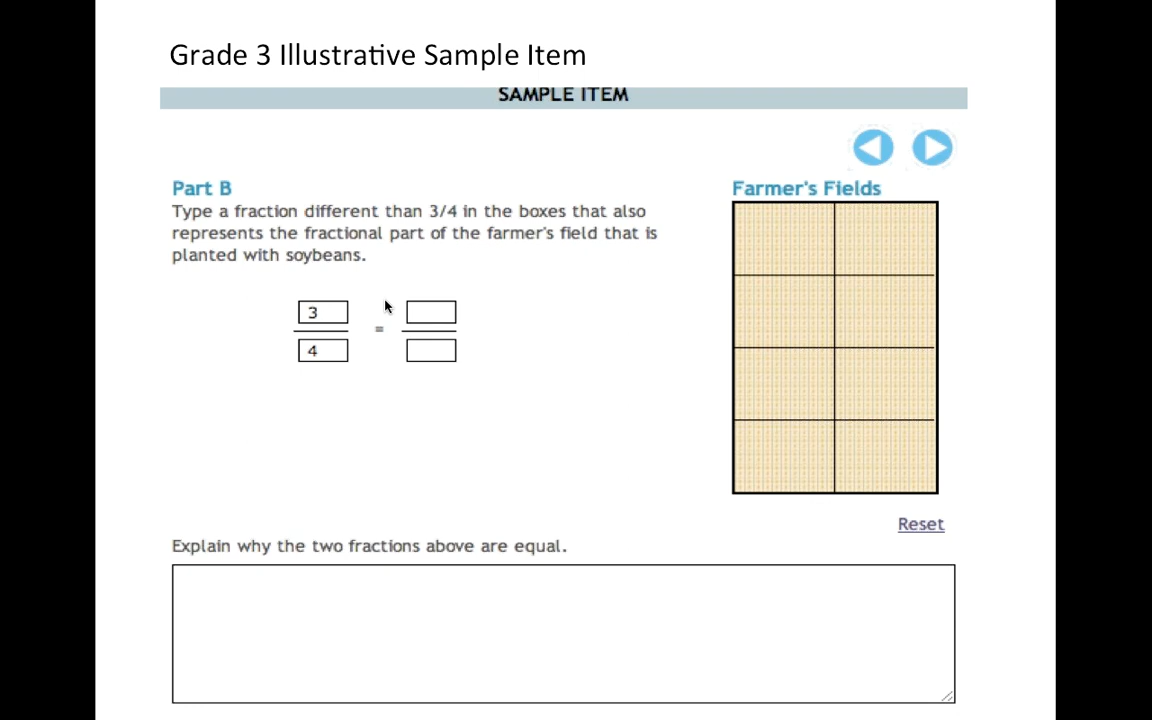 Grade 3 Illustrative Sample Item
SAMPLE ITEM
Part B
Type a fraction different than 3/4 in the boxes that also
represents the fractional part of the farmer's field that is
planted with soybeans.
3
=
4
Farmer's Fields
Reset
Explain why the two fractions above are equal.